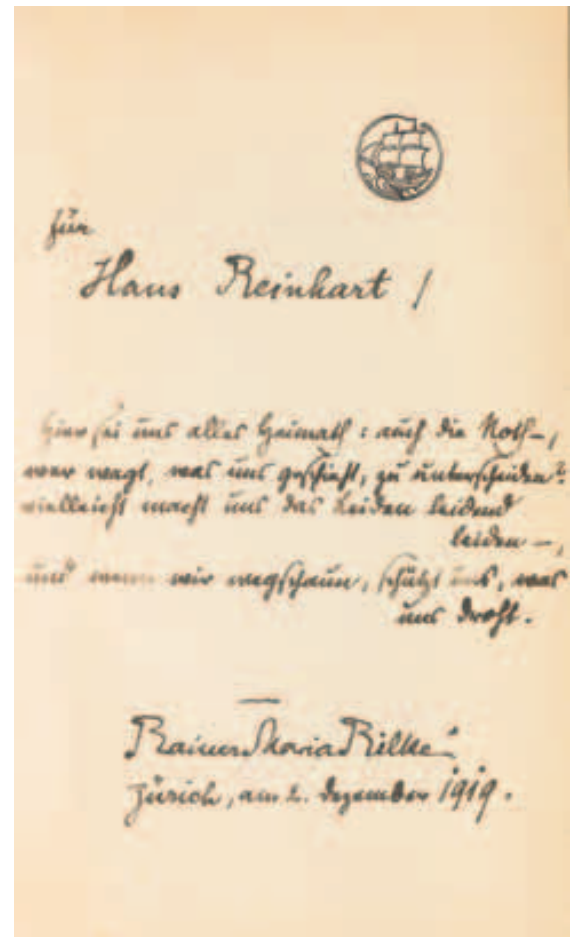 für
Hans Reinhart /
Hier sei uns alles Heimath: auch die Noth –,
wer wagt, was uns geschieht, zu unterscheiden?
vielleicht macht uns das Leiden leidend
leiden –,
und wenn wir wegschaun, schützt uns, was
uns droht.
Rainer Maria Rilke
Zürich, am 2. Dezember 1919.